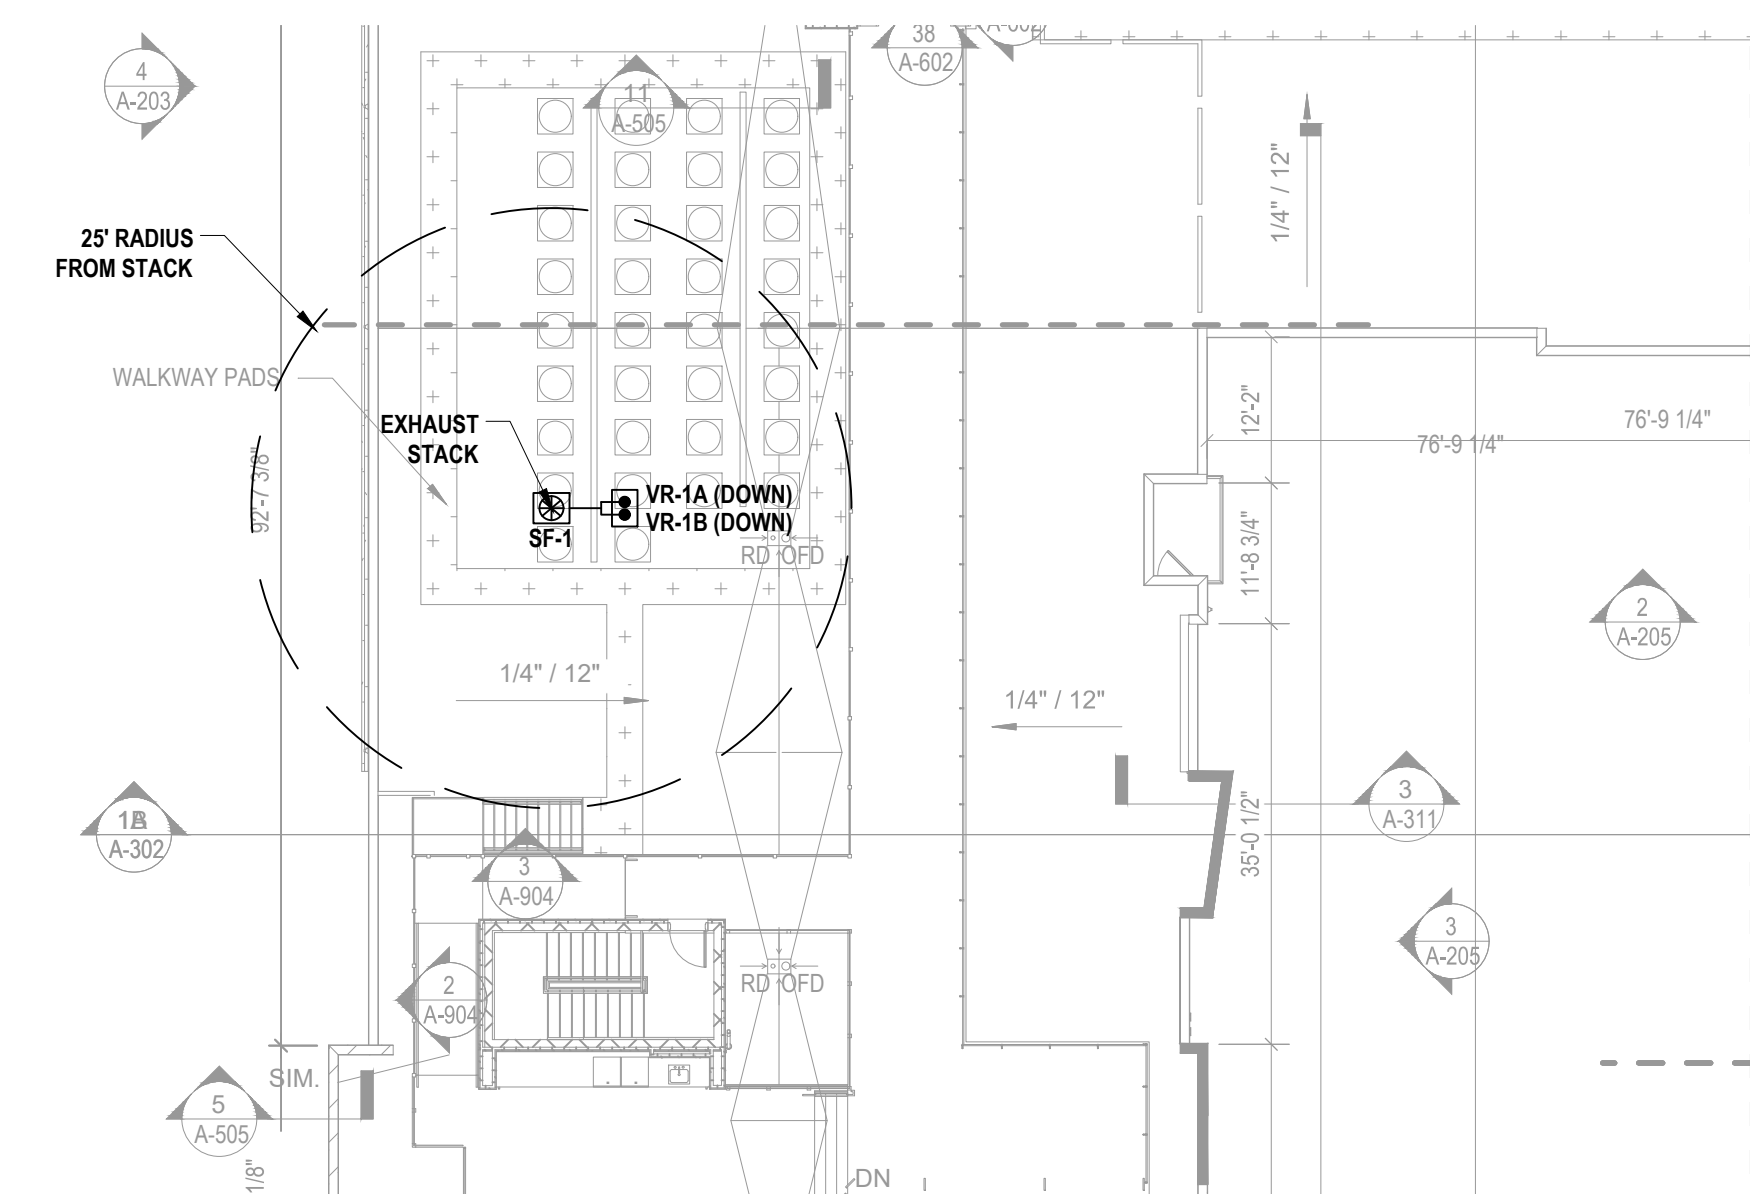 38
A-602
A-602
4
A-203
11
A-505
1/4" / 12"
25' RADIUS
FROM STACK
WALKWAY PADS
12'-2"
76'-9 1/4"
76'-9 1/4"
EXHAUST
STACK
92'-7 3/8"
VR-1A (DOWN)
VR-1B (DOWN)
SF-1
RD OFD
11'-8 3/4"
2
A-205
1/4" / 12"
1/4" / 12"
A-302
3
A-311
35'-0 1/2"
3
A-904
3
A-205
2
A-904
RD OFD
SIM.
5
A-505
1/8"
DN